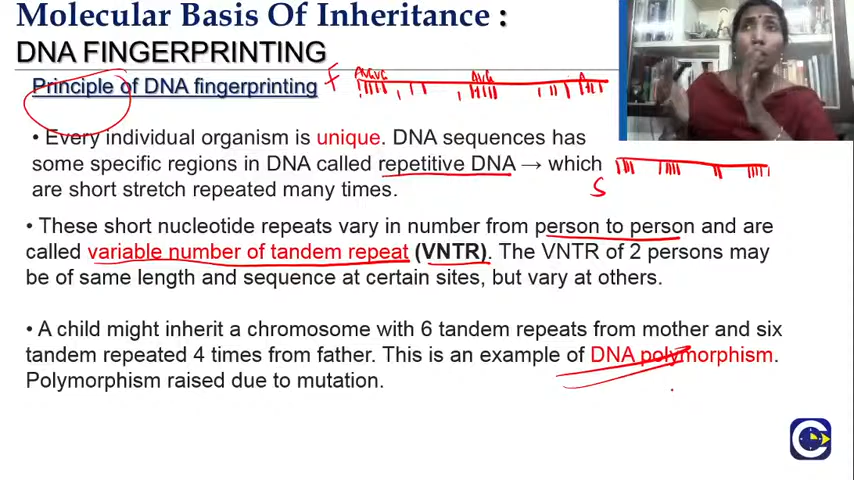 Molecular Basis Of Inheritance :
DNA FINGERPRINTING
Principle of DNA fingerprinting
F
• Every individual organism is unique. DNA sequences has
some specific regions in DNA called repetitive DNA → which
S
are short stretch repeated many times.
• These short nucleotide repeats vary in number from person to person and are
called variable number of tandem repeat (VNTR). The VNTR of 2 persons may
be of same length and sequence at certain sites, but vary at others.
• A child might inherit a chromosome with 6 tandem repeats from mother and six
tandem repeated 4 times from father. This is an example of DNA polymorphism.
Polymorphism raised due to mutation.